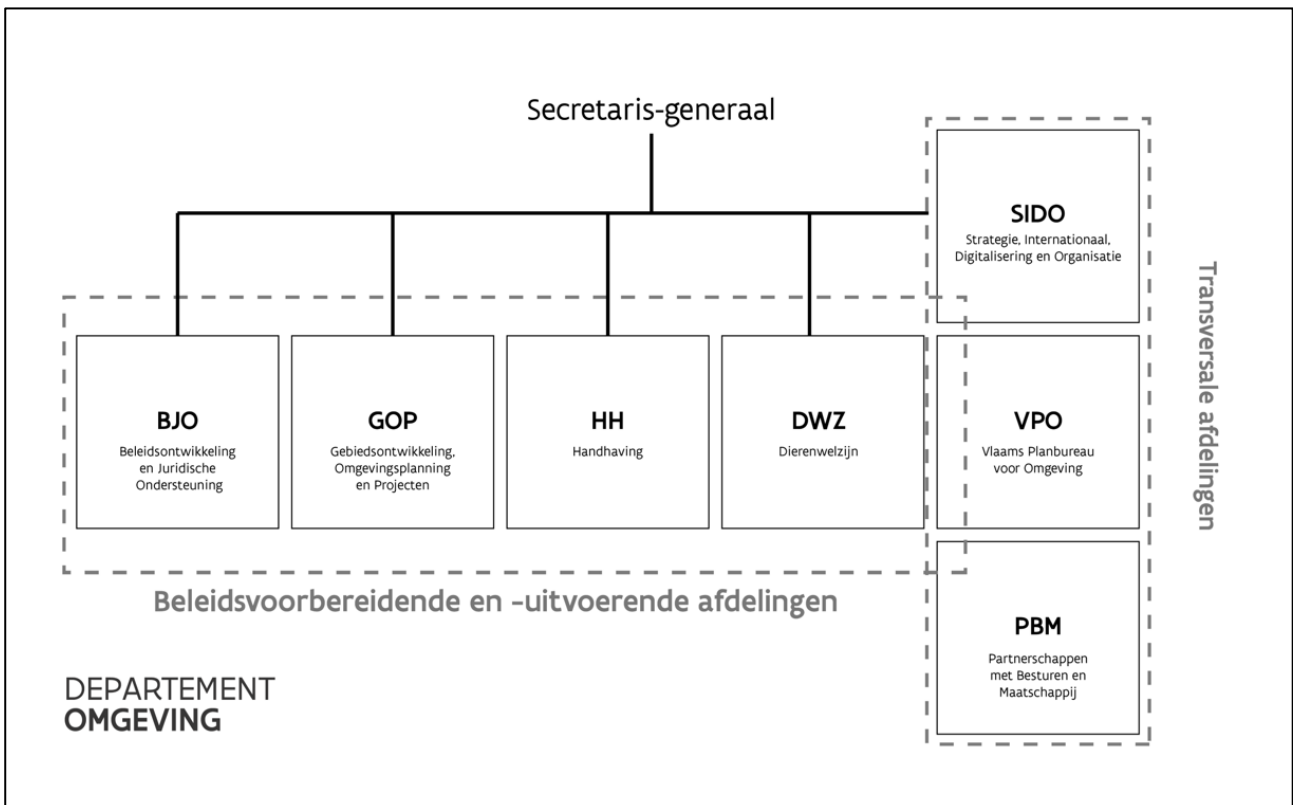 Secretaris-generaal
SIDO
Strategie, Internationaal,
Digitalisering en Organisatie
Transversale afdelingen
BJO
Beleidsontwikkeling
en Juridische
Ondersteuning
GOP
Gebiedsontwikkeling,
Omgevingsplanning
en Projecten
HH
Handhaving
DWZ
Dierenwelzijn
VPO
Vlaams Planbureau
voor Omgeving
Beleidsvoorbereidende en -uitvoerende afdelingen
PBM
Partnerschappen
met Besturen en
Maatschappij
DEPARTEMENT
OMGEVING